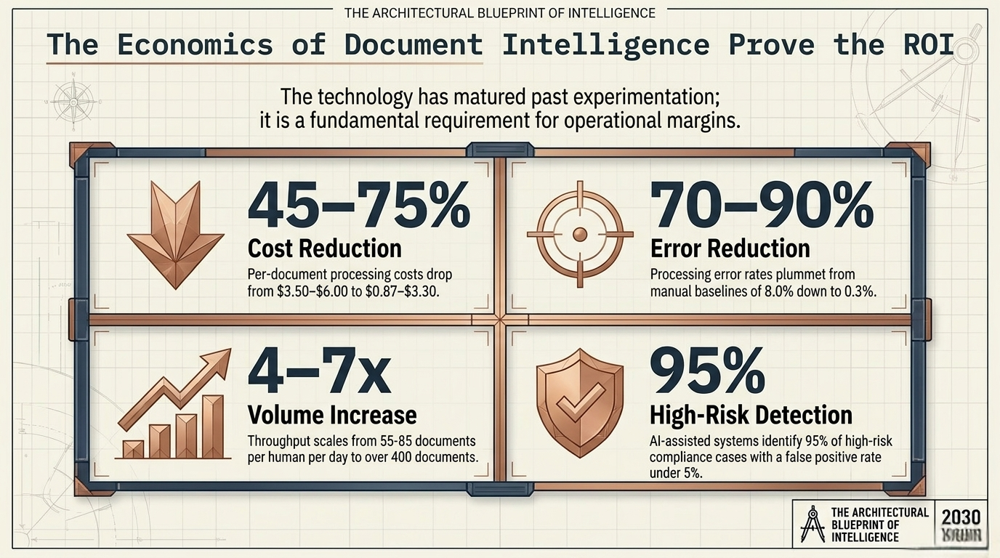 THE ARCHITECTURAL BLUEPRINT OF INTELLIGENCE
The Economics of Document Intelligence Prove the ROI
The technology has matured past experimentation;
it is a fundamental requirement for operational margins.
45–75%
Cost Reduction
Per-document processing costs drop
from $3.50–$6.00 to $0.87–$3.30.
70–90%
Error Reduction
Processing error rates plummet from
manual baselines of 8.0% down to 0.3%.
4–7x
Volume Increase
Throughput scales from 55-85 documents
per human per day to over 400 documents.
95%
High-Risk Detection
AI-assisted systems identify 95% of high-risk
compliance cases with a false positive rate
under 5%.
THE ARCHITECTURAL
BLUEPRINT OF
INTELLIGENCE
2030